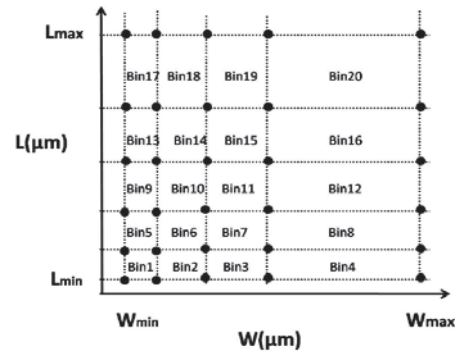 Lmax
Bin17 Bin18 Bin19 Bin20
L(μm)
Bin13 Bin14 Bin15 Bin16
Bin9 Bin10 Bin11 Bin12
Bin5 Bin6 Bin7 Bin8
Bin1 Bin2 Bin3 Bin4
Lmin
Wmin Wmax
W(μm)